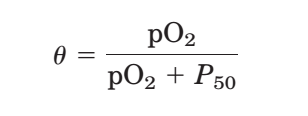 θ = pO₂ / (pO₂ + P₅₀)